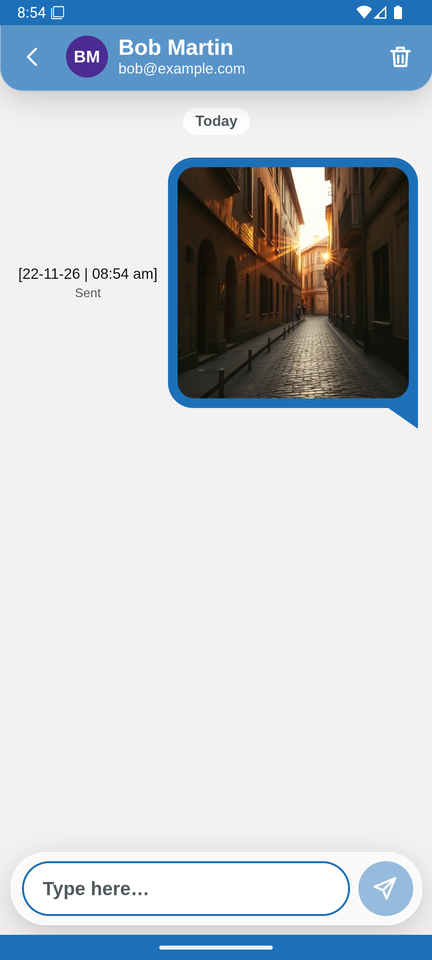 8:54
BM
Bob Martin
bob@example.com
Today
[22-11-26 | 08:54 am]
Sent
Type here…